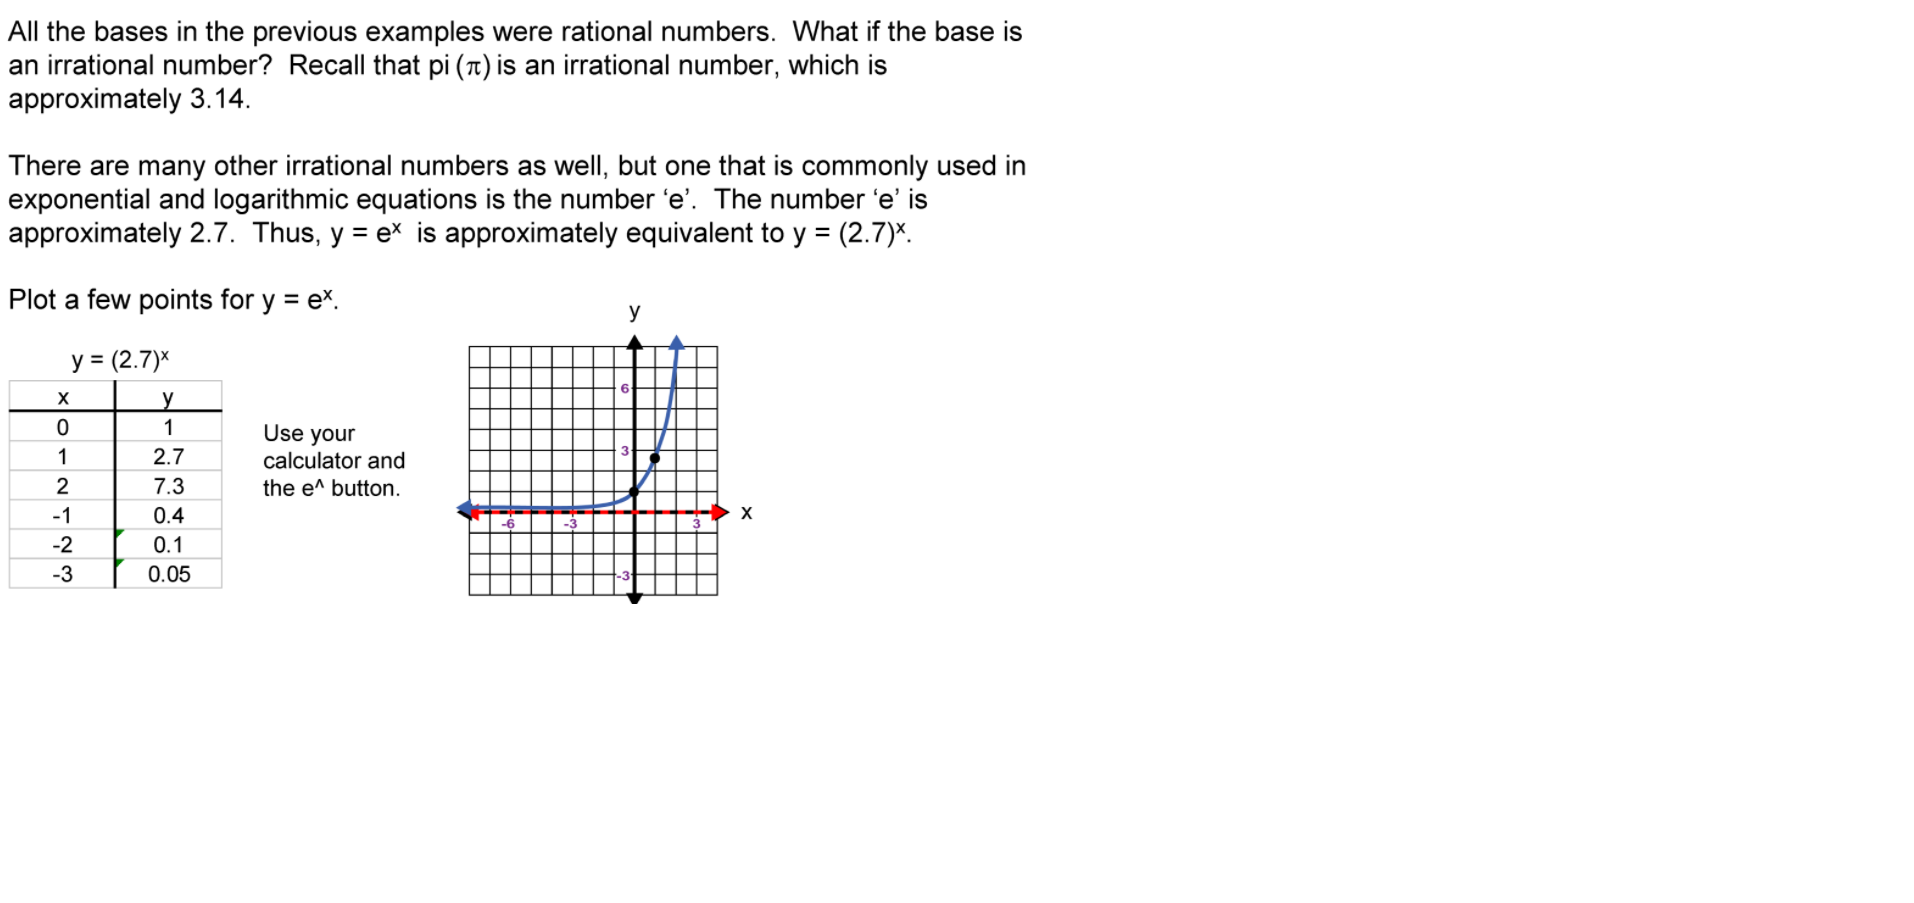 All the bases in the previous examples were rational numbers.  What if the base is
an irrational number?  Recall that pi (π) is an irrational number, which is
approximately 3.14.
There are many other irrational numbers as well, but one that is commonly used in
exponential and logarithmic equations is the number ‘e’.  The number ‘e’ is
approximately 2.7.  Thus, y = eˣ  is approximately equivalent to y = (2.7)ˣ.
Plot a few points for y = eˣ.
y = (2.7)ˣ
x y
0 1
1 2.7
2 7.3
-1 0.4
-2 0.1
-3 0.05
Use your
calculator and
the e^ button.
y
6
3
-6 -3 3 x
-3